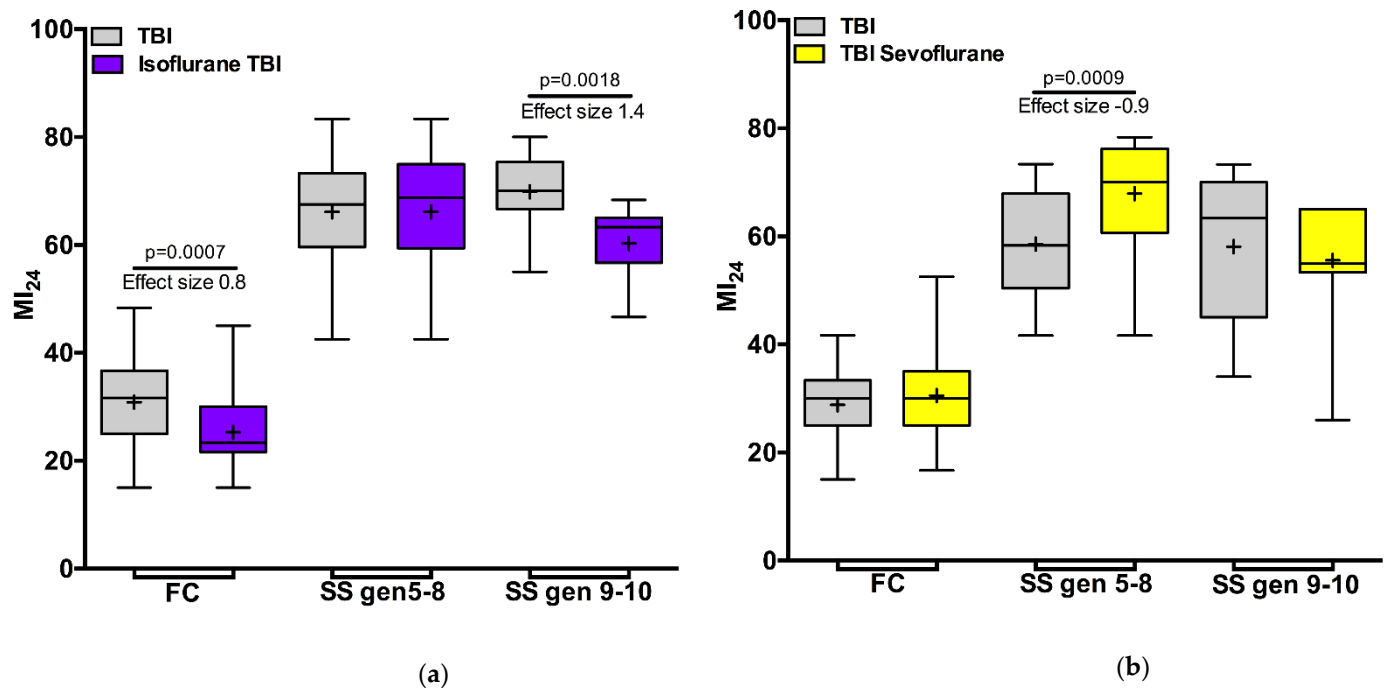 100
80
60
40
20
0
MI24
TBI
Isoflurane TBI
p=0.0007
Effect size 0.8
p=0.0018
Effect size 1.4
FC
SS gen5-8
SS gen 9-10
(a)
100
80
60
40
20
0
MI24
TBI
TBI Sevoflurane
p=0.0009
Effect size -0.9
FC
SS gen 5-8
SS gen 9-10
(b)